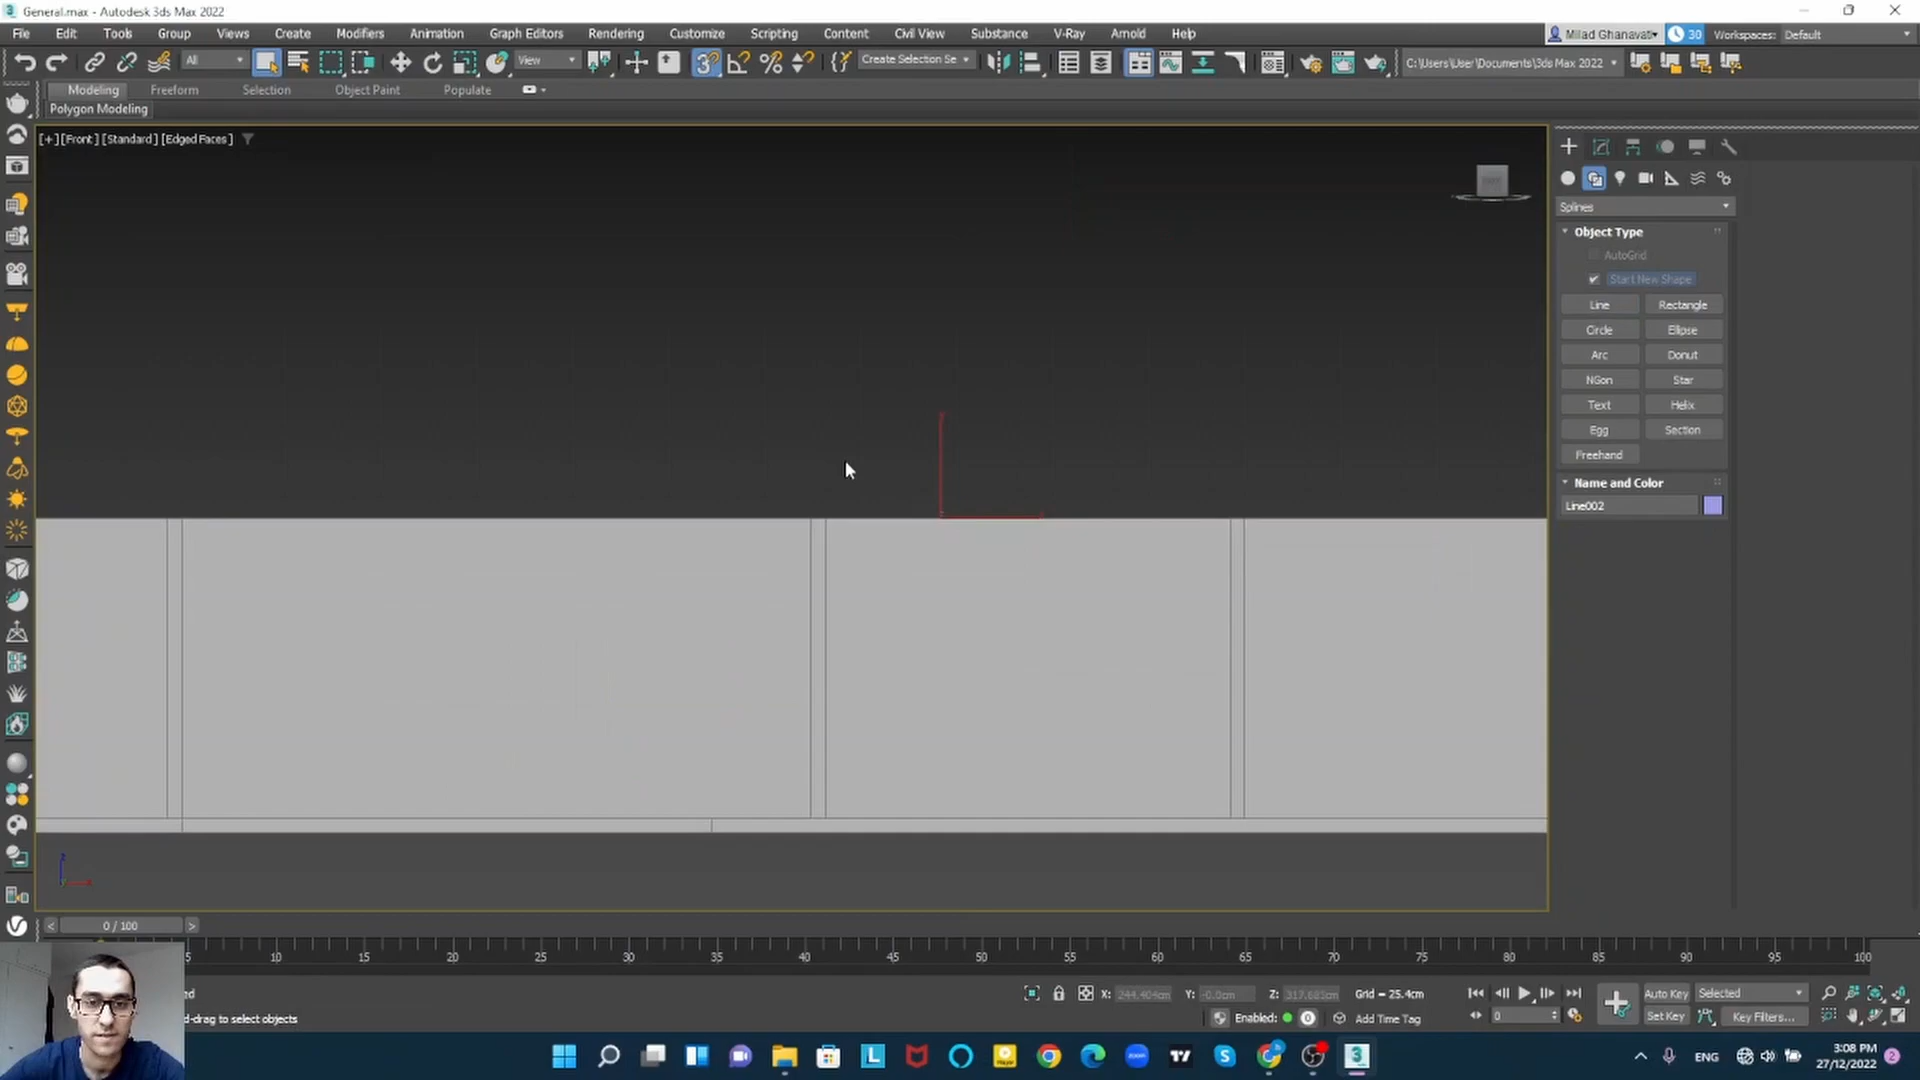 General.max - Autodesk 3ds Max 2022
File Edit Tools Group Views Create Modifiers Animation Graph Editors Rendering Customize Scripting Content Civil View Substance V-Ray Arnold Help
Milad Ghanavati 30 Workspaces: Default
All View Create Selection Se C:\Users\User\Documents\3ds Max 2022
Modeling Freeform Selection Object Paint Populate
Polygon Modeling
[+] [Front] [Standard] [Edged Faces]
Splines
Object Type
AutoGrid
Start New Shape
Line Rectangle
Circle Ellipse
Arc Donut
NGon Star
Text Helix
Egg Section
Freehand
Name and Color
Line002
z
< 0 / 100 >
5 10 15 20 25 30 35 40 45 50 55 60 65 70 75 80 85 90 95 100
ed X: 244.404cm Y: -0.0cm Z: 317.683cm Grid = 25.4cm Auto Key Selected
d-drag to select objects Enabled: 0 Add Time Tag 0 Set Key Key Filters...
ENG 3:08 PM
27/12/2022 2